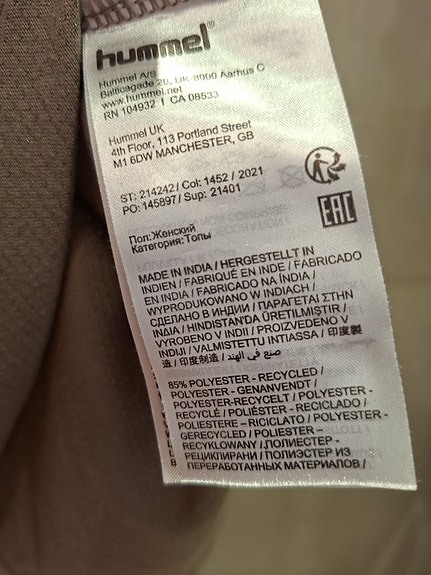 hummel®
Hummel A/S
Balticagade 20, DK-8000 Aarhus C
www.hummel.net
RN 104932 I CA 08533
Hummel UK
4th Floor, 113 Portland Street
M1 6DW MANCHESTER, GB
ST: 214242 / Col: 1452 / 2021
PO: 145897 / Sup: 21401
EAC
Пол:Женский
Категория:Топы
MADE IN INDIA / HERGESTELLT IN
INDIEN / FABRIQUÉ EN INDE / FABRICADO
EN INDIA / FABRICADO NA ÍNDIA /
WYPRODUKOWANO W INDIACH /
СДЕЛАНО В ИНДИИ / ΠΑΡΑΓΕΤΑΙ ΣΤΗΝ
ΙΝΔΙΑ / HINDISTAN'DA ÜRETILMIŞTIR /
VYROBENO V INDII / PROIZVEDENO V
INDIJI / VALMISTETTU INTIASSA / 印度製
造 / 印度制造 / صنع في الهند /
85% POLYESTER - RECYCLED /
POLYESTER - GENANVENDT /
POLYESTER-RECYCELT / POLYESTER -
RECYCLÉ / POLIÉSTER - RECICLADO /
POLIESTERE – RICICLATO / POLYESTER -
GERECYCLED / POLIESTER -
RECYKLOWANY / ПОЛИЭСТЕР -
РЕЦИКЛИРАНИ / ПОЛИЭСТЕР ИЗ
ПЕРЕРАБОТАННЫХ МАТЕРИАЛОВ /